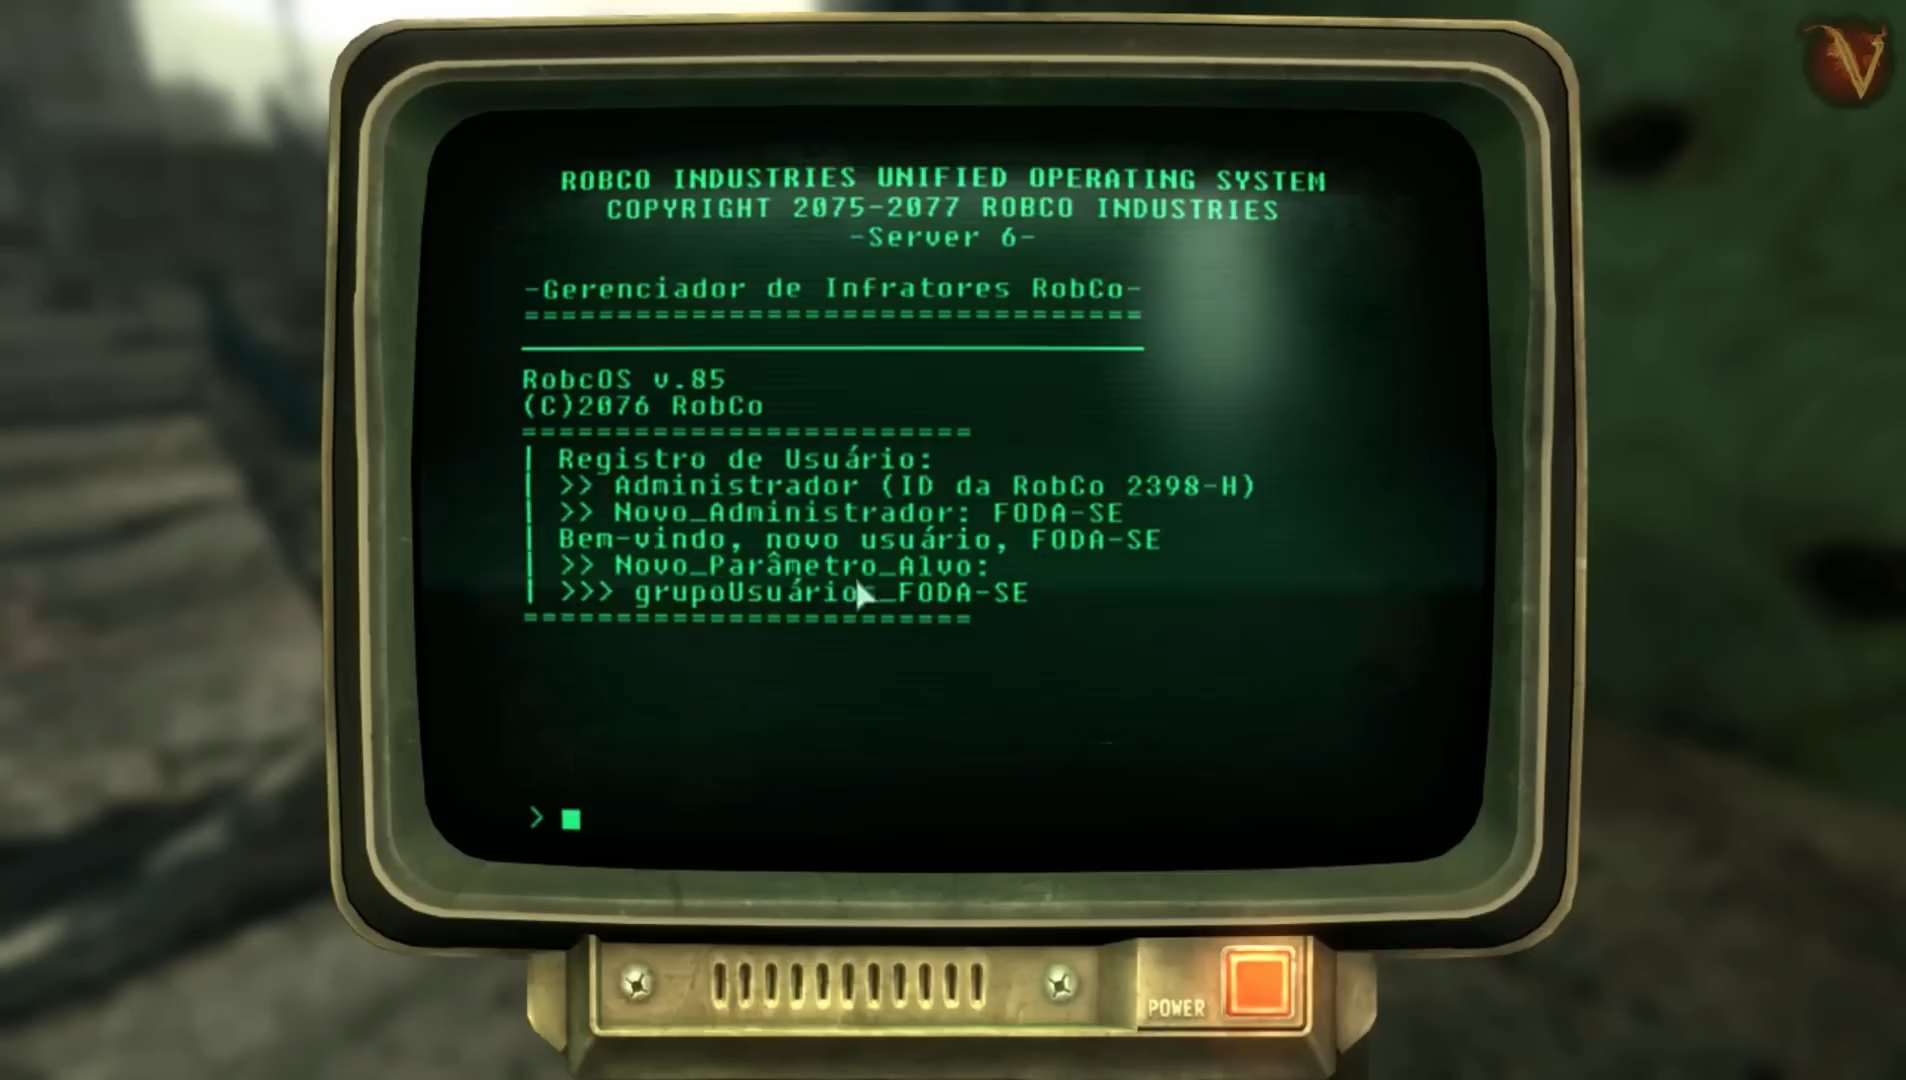 ROBCO INDUSTRIES UNIFIED OPERATING SYSTEM
COPYRIGHT 2075-2077 ROBCO INDUSTRIES
-Server 6-
-Gerenciador de Infratores RobCo-
=================================
RobcOS v.85
(C)2076 RobCo
========================
| Registro de Usuário:
| >> Administrador (ID da RobCo 2398-H)
| >> Novo_Administrador: FODA-SE
| Bem-vindo, novo usuário, FODA-SE
| >> Novo_Parâmetro_Alvo:
| >>> grupoUsuários_FODA-SE
========================
>
POWER
V